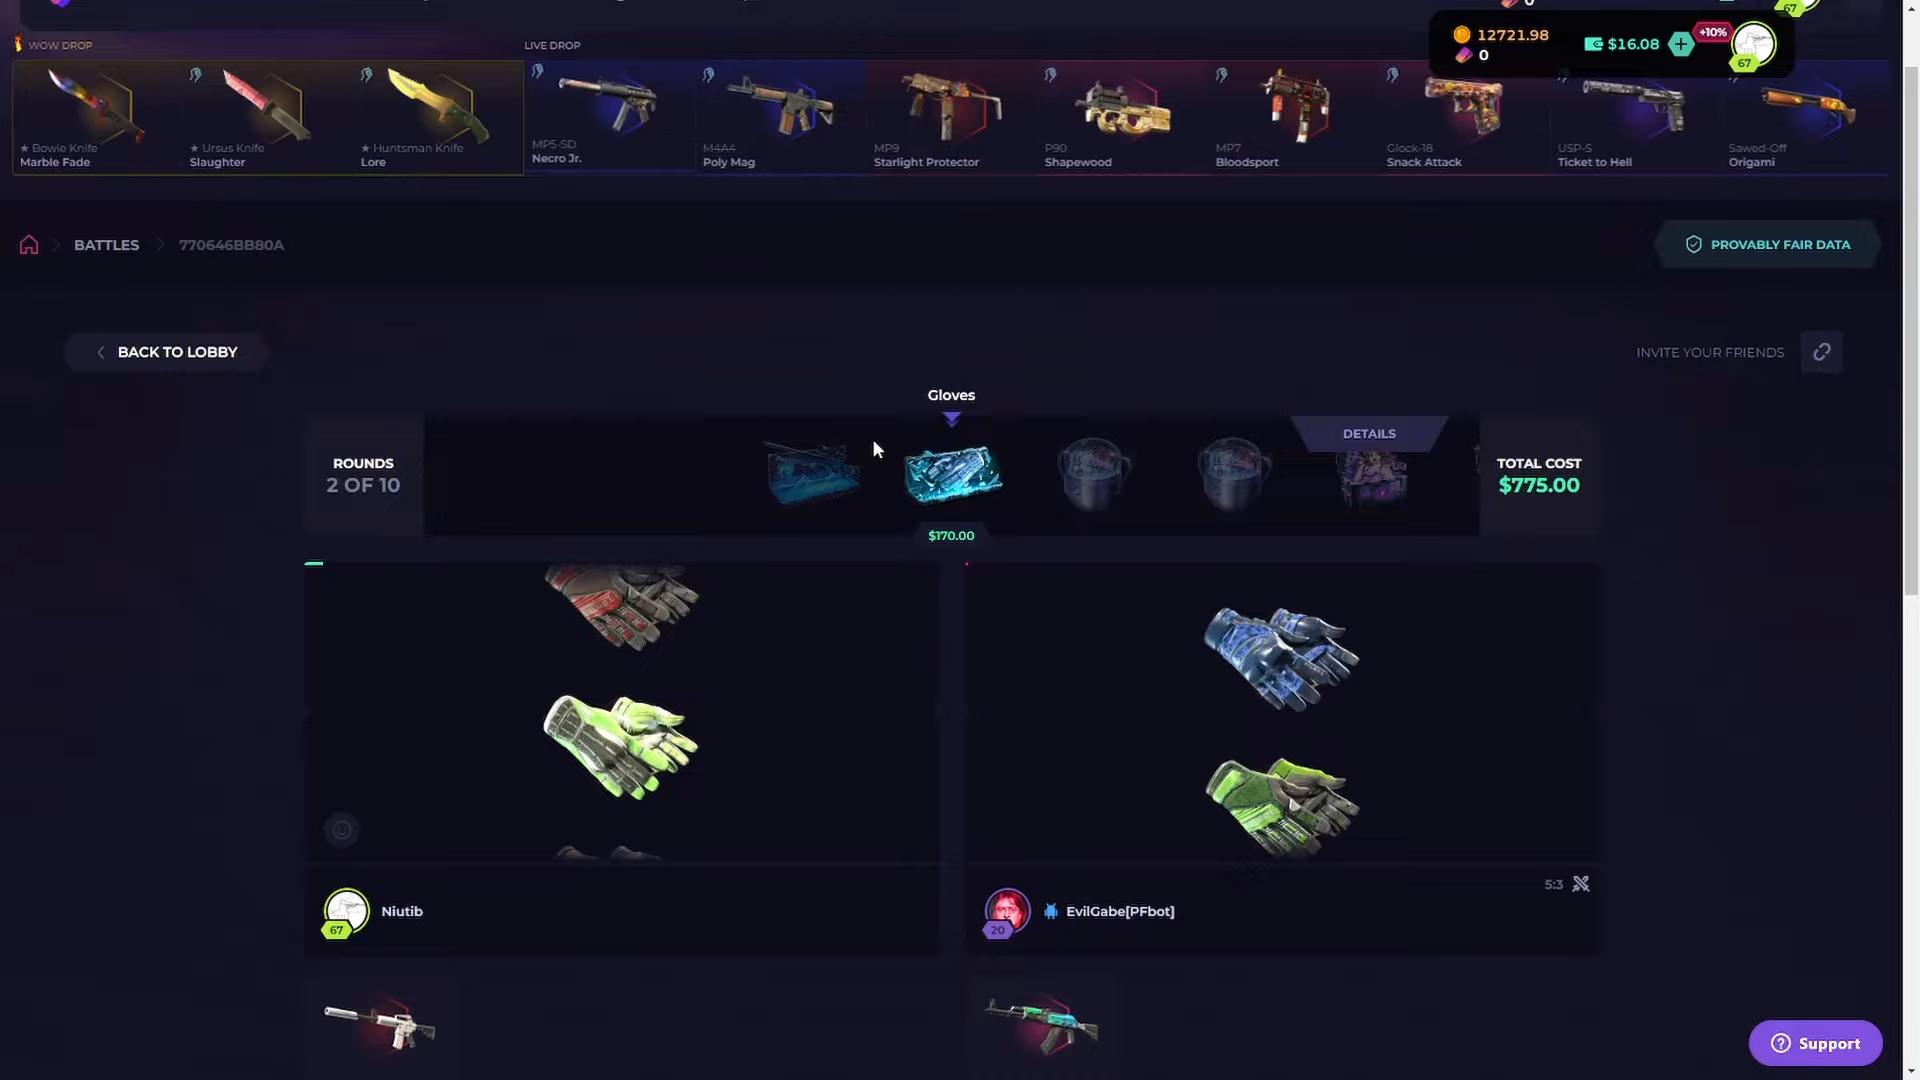 0
67
12721.98
0
$16.08
+10%
67
WOW DROP
LIVE DROP
★ Bowie Knife
Marble Fade
★ Ursus Knife
Slaughter
★ Huntsman Knife
Lore
MP5-SD
Necro Jr.
M4A4
Poly Mag
MP9
Starlight Protector
P90
Shapewood
MP7
Bloodsport
Glock-18
Snack Attack
USP-S
Ticket to Hell
Sawed-Off
Origami
BATTLES
770646BB80A
PROVABLY FAIR DATA
BACK TO LOBBY
INVITE YOUR FRIENDS
Gloves
DETAILS
ROUNDS
2 OF 10
TOTAL COST
$775.00
$170.00
5:3
67
Niutib
20
EvilGabe[PFbot]
Support